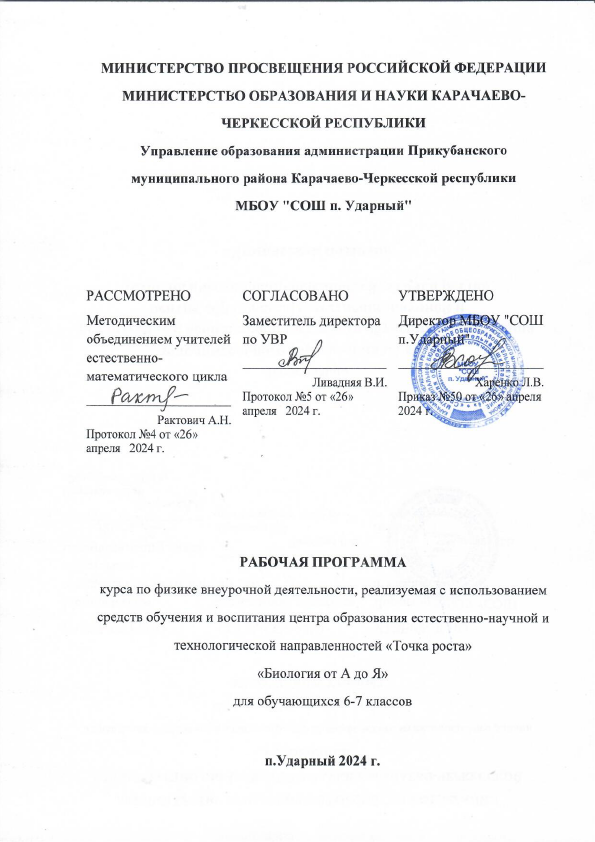 МИНИСТЕРСТВО ПРОСВЕЩЕНИЯ РОССИЙСКОЙ ФЕДЕРАЦИИ
МИНИСТЕРСТВО ОБРАЗОВАНИЯ И НАУКИ КАРАЧАЕВО-
ЧЕРКЕССКОЙ РЕСПУБЛИКИ
Управление образования администрации Прикубанского
муниципального района Карачаево-Черкесской республики
МБОУ "СОШ п. Ударный"
РАССМОТРЕНО
Методическим
объединением учителей
естественно-
математического цикла
Рактов
Рактович А.Н.
Протокол №4 от «26»
апреля 2024 г.
СОГЛАСОВАНО
Заместитель директора
по УВР
Ливадняя В.И.
Протокол №5 от «26»
апреля 2024 г.
УТВЕРЖДЕНО
Директор МБОУ "СОШ
п.Ударный"
Харенко Л.В.
Приказ №50 от «26» апреля
2024 г.
РАБОЧАЯ ПРОГРАММА
курса по физике внеурочной деятельности, реализуемая с использованием
средств обучения и воспитания центра образования естественно-научной и
технологической направленностей «Точка роста»
«Биология от А до Я»
для обучающихся 6-7 классов
п.Ударный 2024 г.